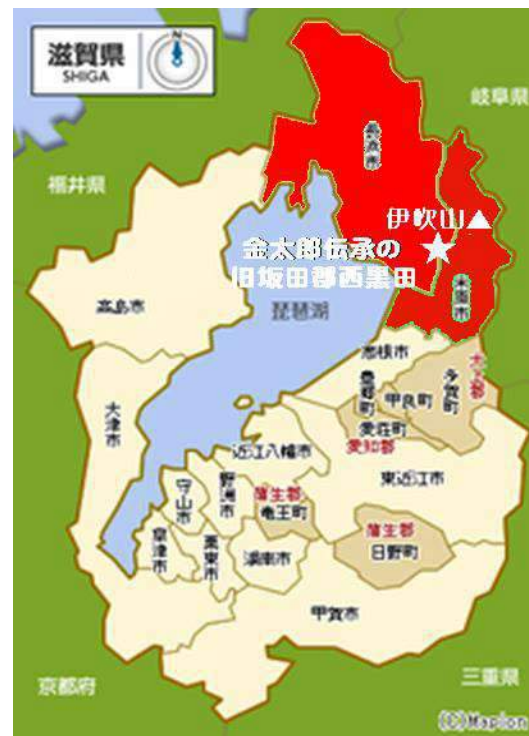 滋賀県
SHIGA
岐阜県
福井県
長浜市
伊吹山▲
金太郎伝承の
旧坂田郡西黒田
米原市
琵琶湖
高島市
彦根市
犬上郡
多賀町
豊郷町
甲良町
愛荘町
愛知郡
大津市
近江八幡市
東近江市
守山市
野洲市
蒲生郡
竜王町
草津市
栗東市
湖南市
蒲生郡
日野町
甲賀市
京都府
三重県
(C)Maplon